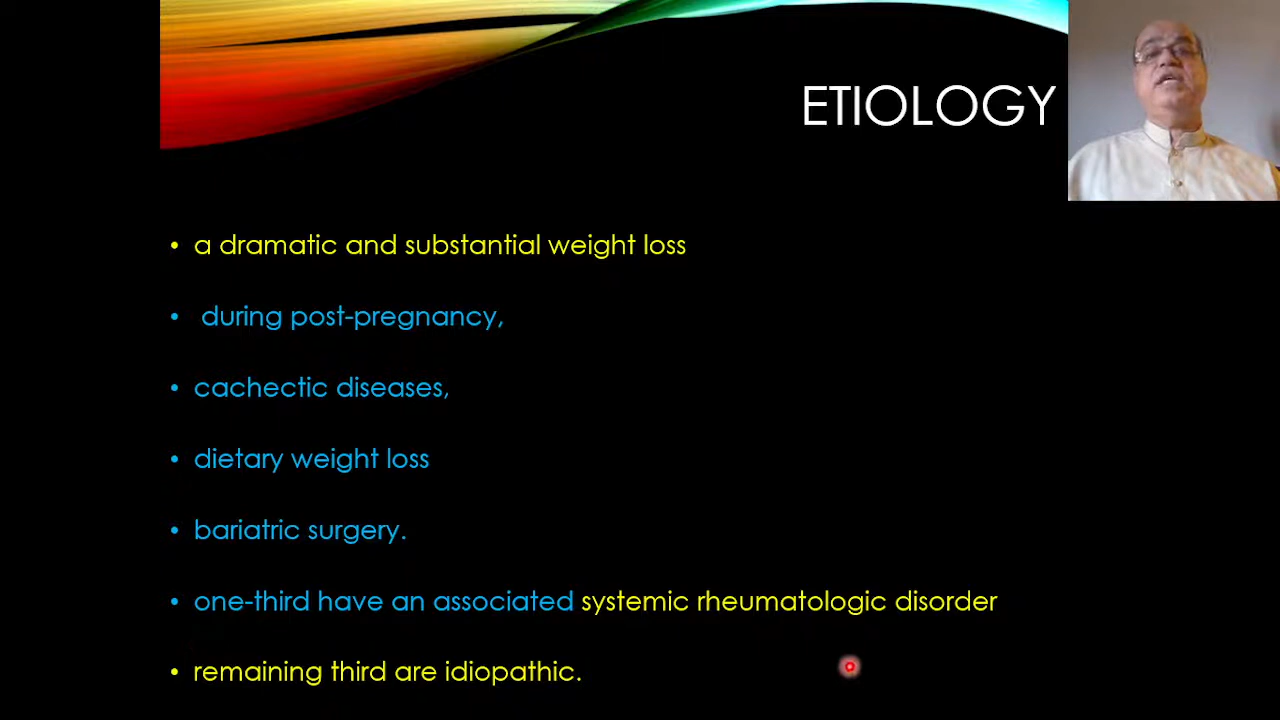 ETIOLOGY
• a dramatic and substantial weight loss
• during post-pregnancy,
• cachectic diseases,
• dietary weight loss
• bariatric surgery.
• one-third have an associated systemic rheumatologic disorder
• remaining third are idiopathic.